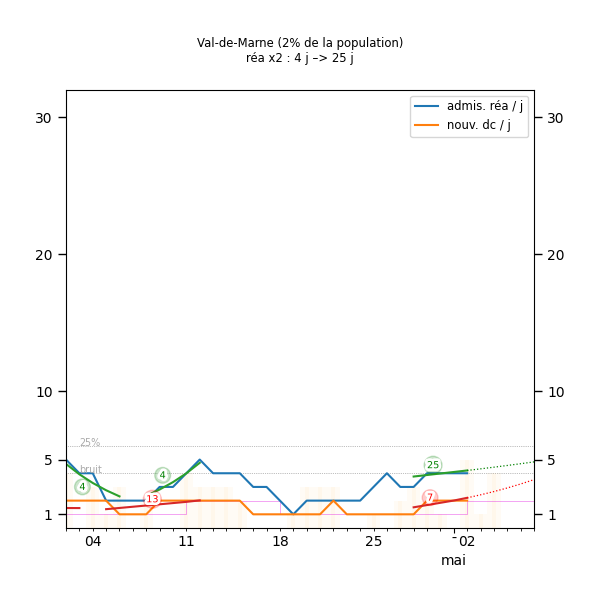 Val-de-Marne (2% de la population)
réa x2 : 4 j –> 25 j
admis. réa / j
nouv. dc / j
30 30
20 20
10 10
25%
5 5
bruit
4 4 25
13 7
1 1
04 11 18 25 02
mai